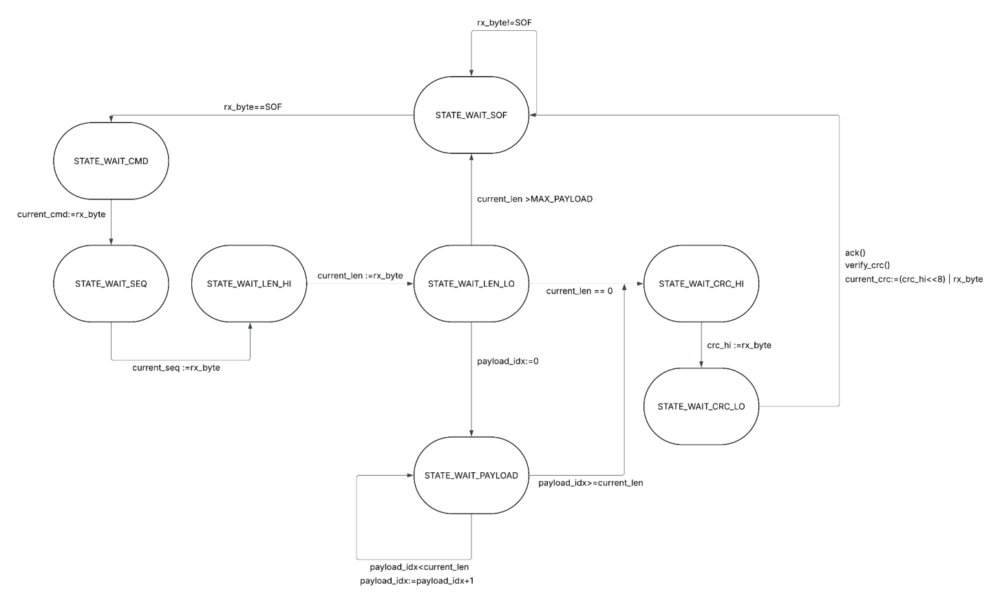 rx_byte!=SOF
rx_byte==SOF
STATE_WAIT_SOF
STATE_WAIT_CMD
current_len >MAX_PAYLOAD
current_cmd:=rx_byte
ack()
verify_crc()
current_crc:=(crc_hi<<8) | rx_byte
STATE_WAIT_SEQ
STATE_WAIT_LEN_HI
current_len :=rx_byte
STATE_WAIT_LEN_LO
current_len == 0
STATE_WAIT_CRC_HI
crc_hi :=rx_byte
payload_idx:=0
current_seq :=rx_byte
STATE_WAIT_CRC_LO
STATE_WAIT_PAYLOAD
payload_idx>=current_len
payload_idx<current_len
payload_idx:=payload_idx+1